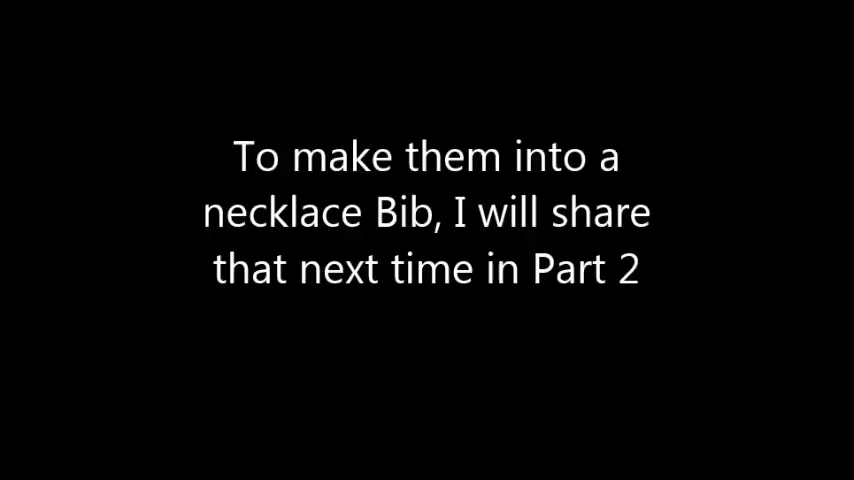 To make them into a
necklace Bib, I will share
that next time in Part 2